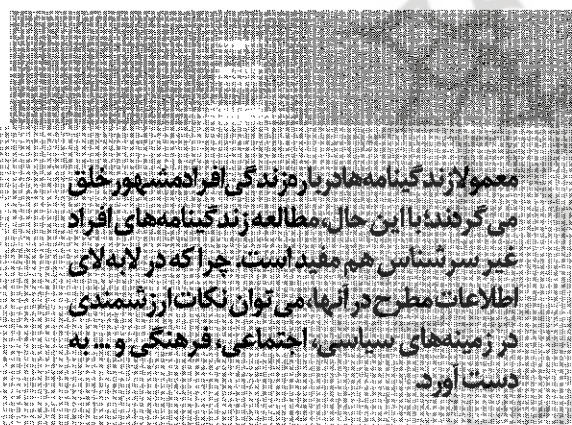 معمولا زندگینامه‌ها درباره زندگی افراد مشهور خلق
می‌گردند؛ با این حال، مطالعه زندگینامه‌های افراد
غیر سرشناس هم مفید است. چرا که در لابه‌لای
اطلاعات مطرح در آنها، می‌توان نکات ارزشمندی
در زمینه‌های سیاسی، اجتماعی، فرهنگی و ... به
دست آورد.